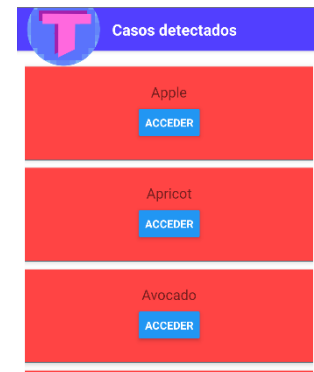 T
Casos detectados
Apple
ACCEDER
Apricot
ACCEDER
Avocado
ACCEDER